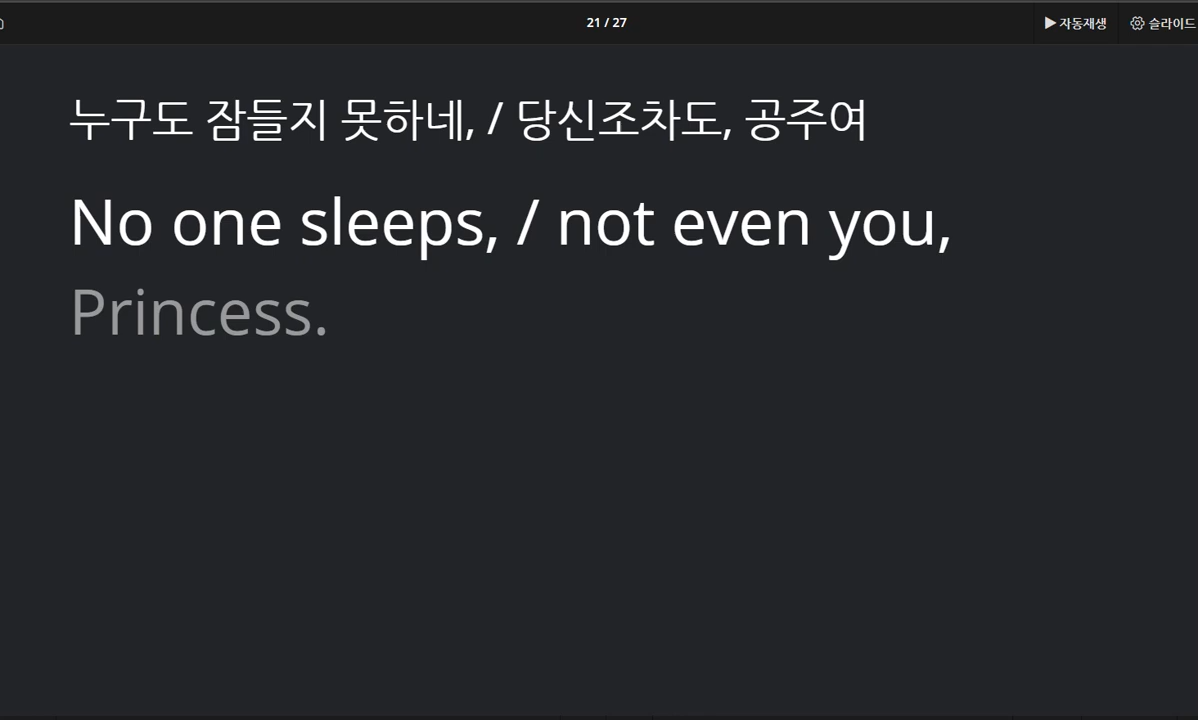 21 / 27
▶ 자동재생
슬라이드
누구도 잠들지 못하네, / 당신조차도, 공주여
No one sleeps, / not even you,
Princess.